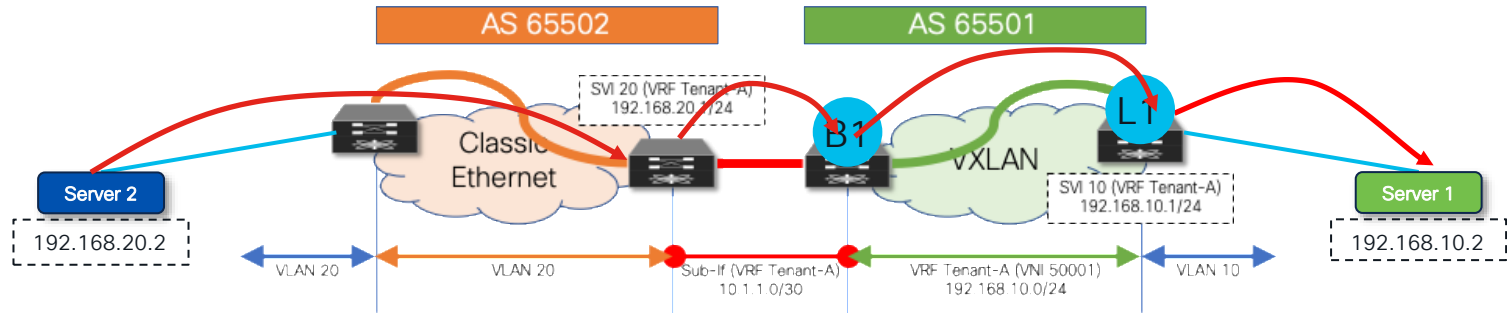 AS 65502
AS 65501
SVI 20 (VRF Tenant-A)
192.168.20.1/24
B1
L1
Classic
Ethernet
VXLAN
SVI 10 (VRF Tenant-A)
192.168.10.1/24
Server 2
192.168.20.2
Server 1
192.168.10.2
VLAN 20
VLAN 20
Sub-If (VRF Tenant-A)
10.1.1.0/30
VRF Tenant-A (VNI 50001)
192.168.10.0/24
VLAN 10